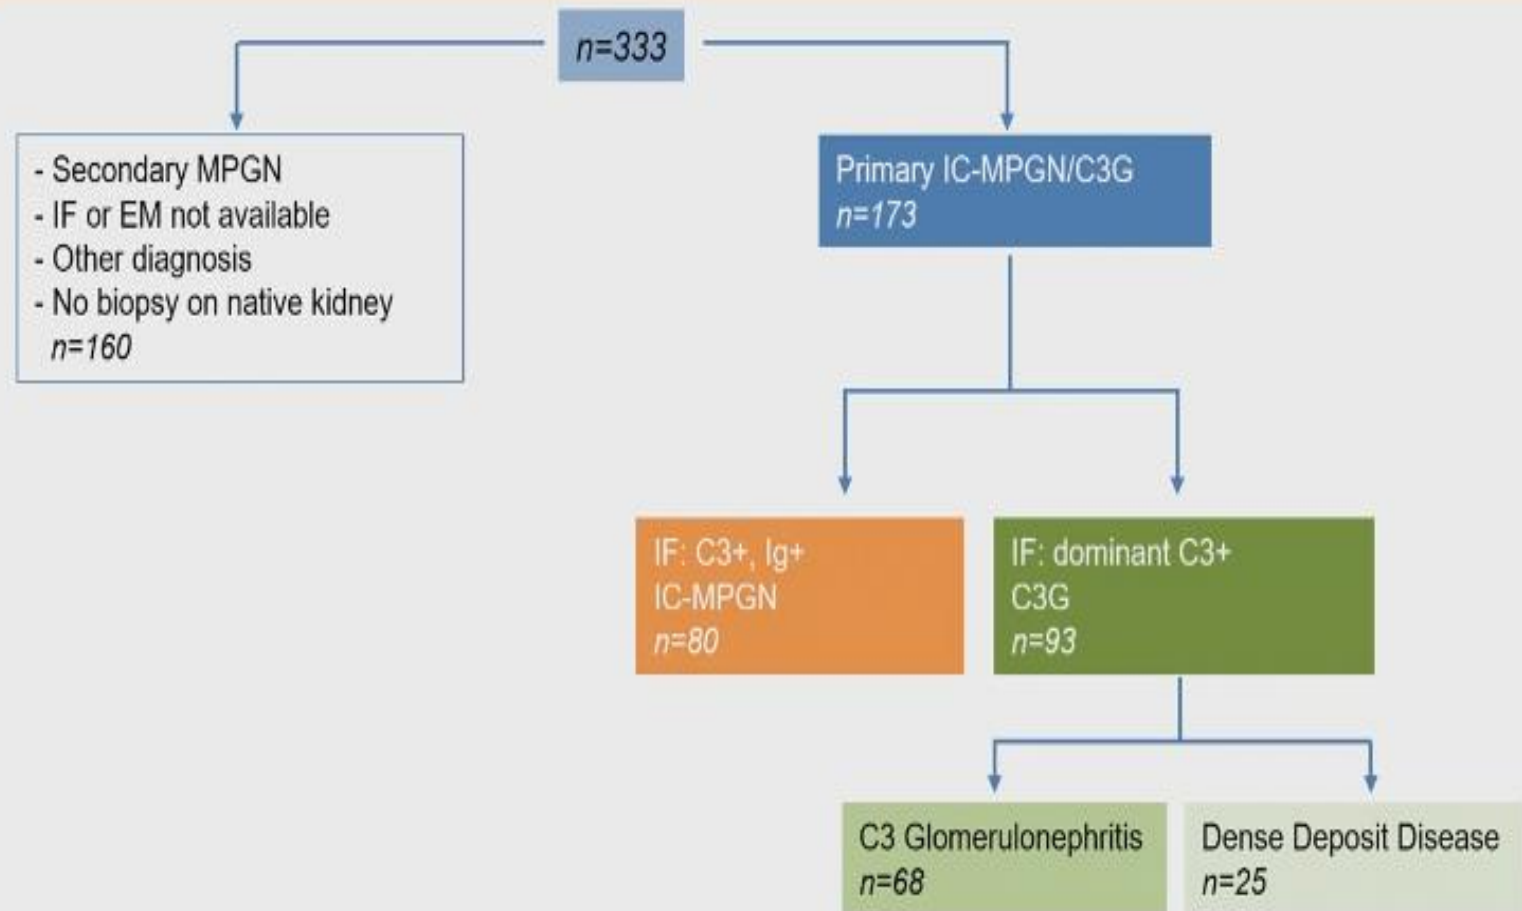 n=333
- Secondary MPGN
- IF or EM not available
- Other diagnosis
- No biopsy on native kidney
n=160
Primary IC-MPGN/C3G
n=173
IF: C3+, Ig+
IC-MPGN
n=80
IF: dominant C3+
C3G
n=93
C3 Glomerulonephritis
n=68
Dense Deposit Disease
n=25